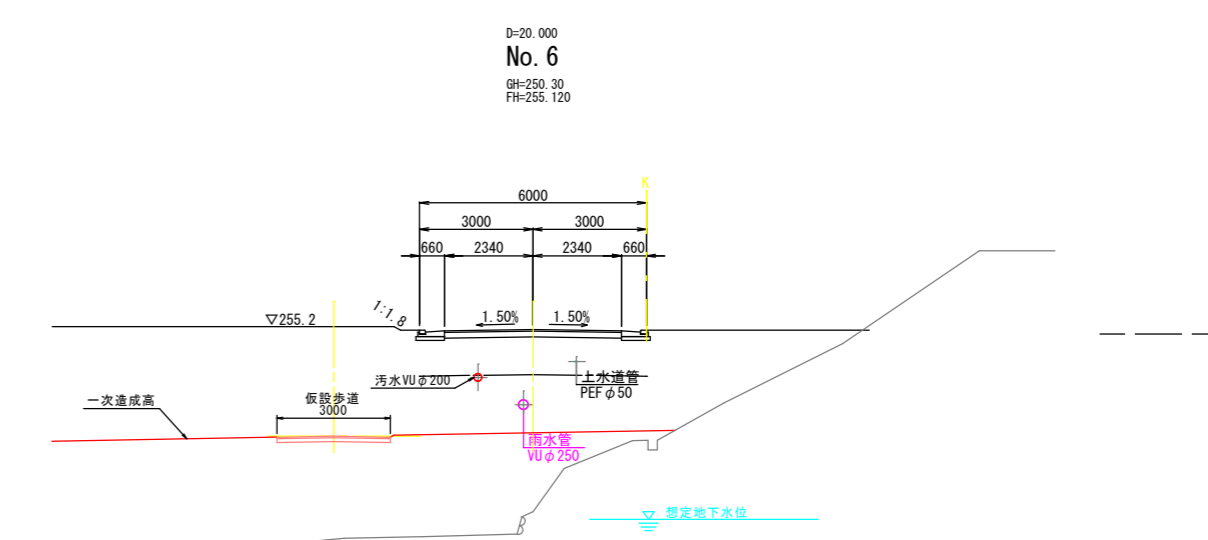 D=20.000
No. 6
GH=250.30
FH=255.120
K
6000
3000 3000
660 2340 2340 660
1:1.8
▽255.2
1.50% 1.50%
汚水VUφ200
上水道管
PEFφ50
一次造成高
仮設歩道
3000
雨水管
VUφ250
想定地下水位